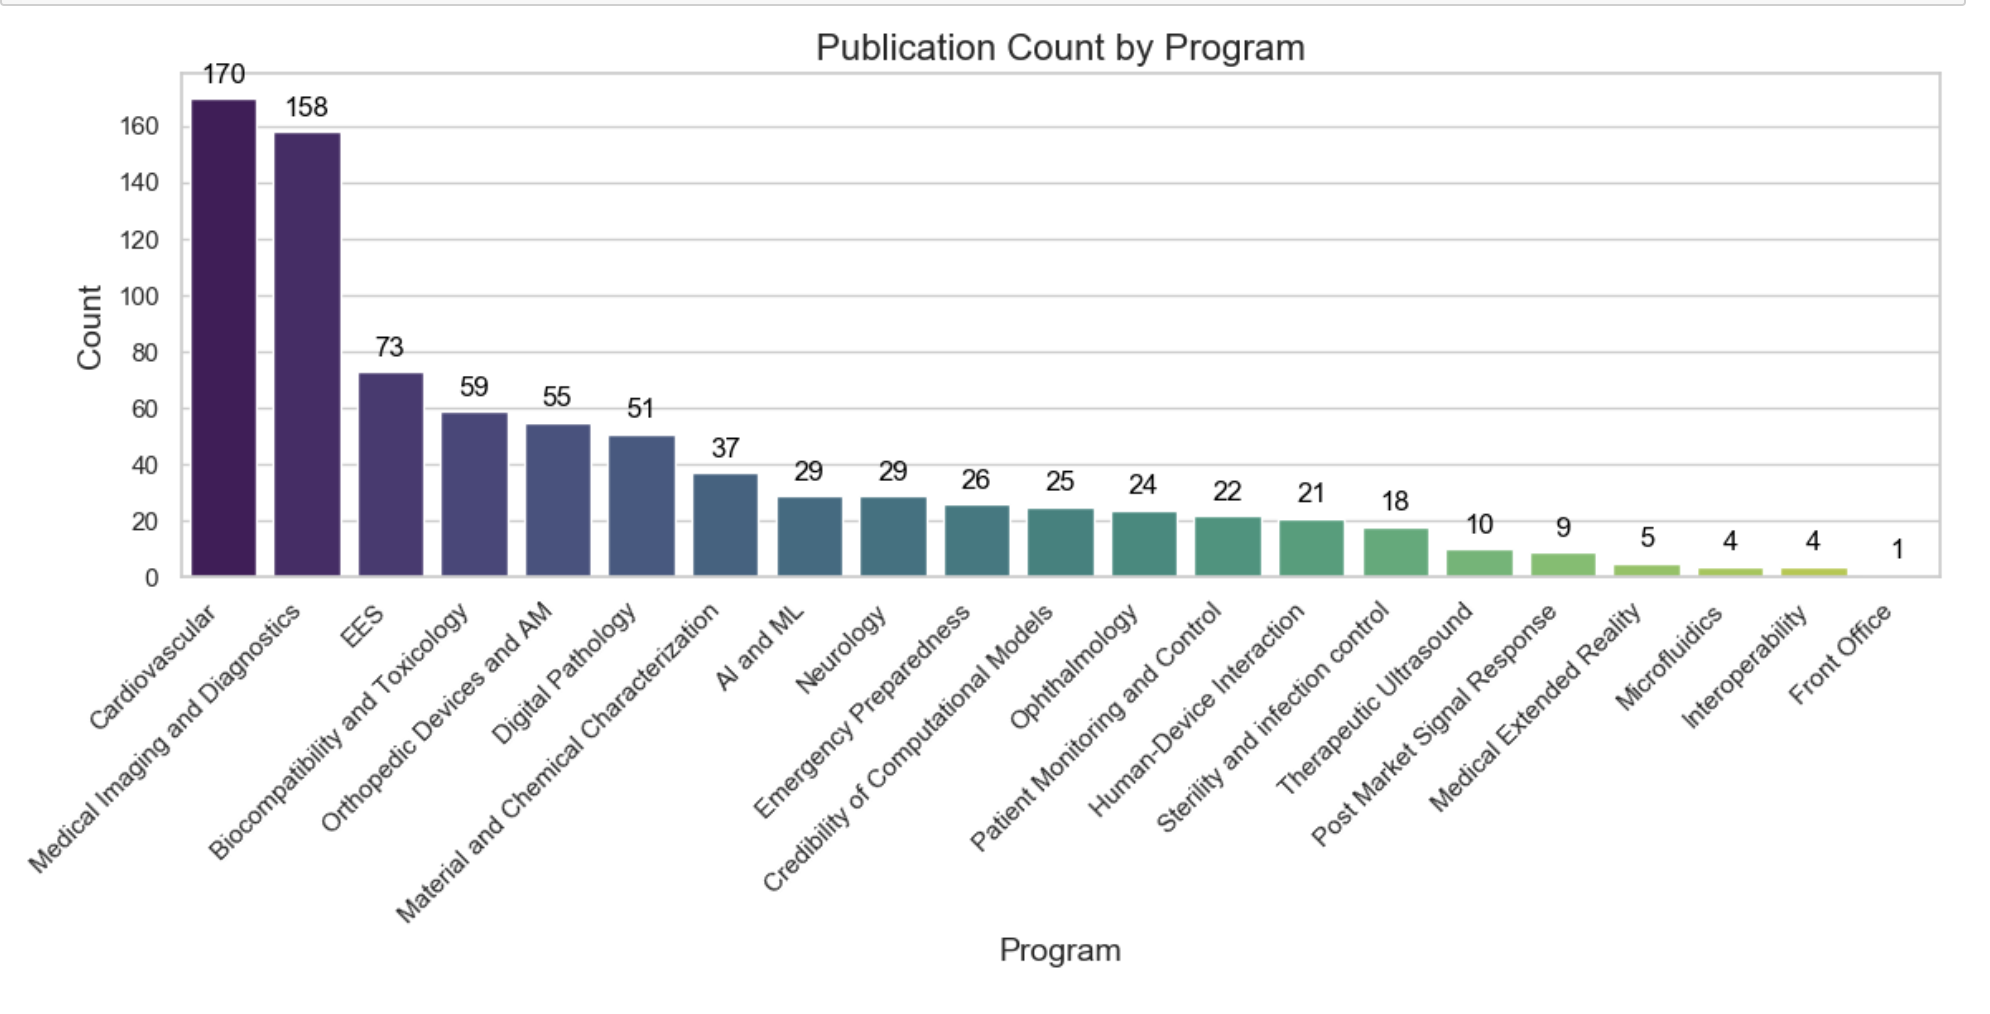 Publication Count by Program
170
158
73
59
55
51
37
29
29
26
25
24
22
21
18
10
9
5
4
4
1
160
140
120
100
80
60
40
20
0
Count
Cardiovascular
Medical Imaging and Diagnostics
EES
Biocompatibility and Toxicology
Orthopedic Devices and AM
Digital Pathology
Material and Chemical Characterization
AI and ML
Neurology
Emergency Preparedness
Credibility of Computational Models
Ophthalmology
Patient Monitoring and Control
Human-Device Interaction
Sterility and infection control
Therapeutic Ultrasound
Post Market Signal Response
Medical Extended Reality
Microfluidics
Interoperability
Front Office
Program